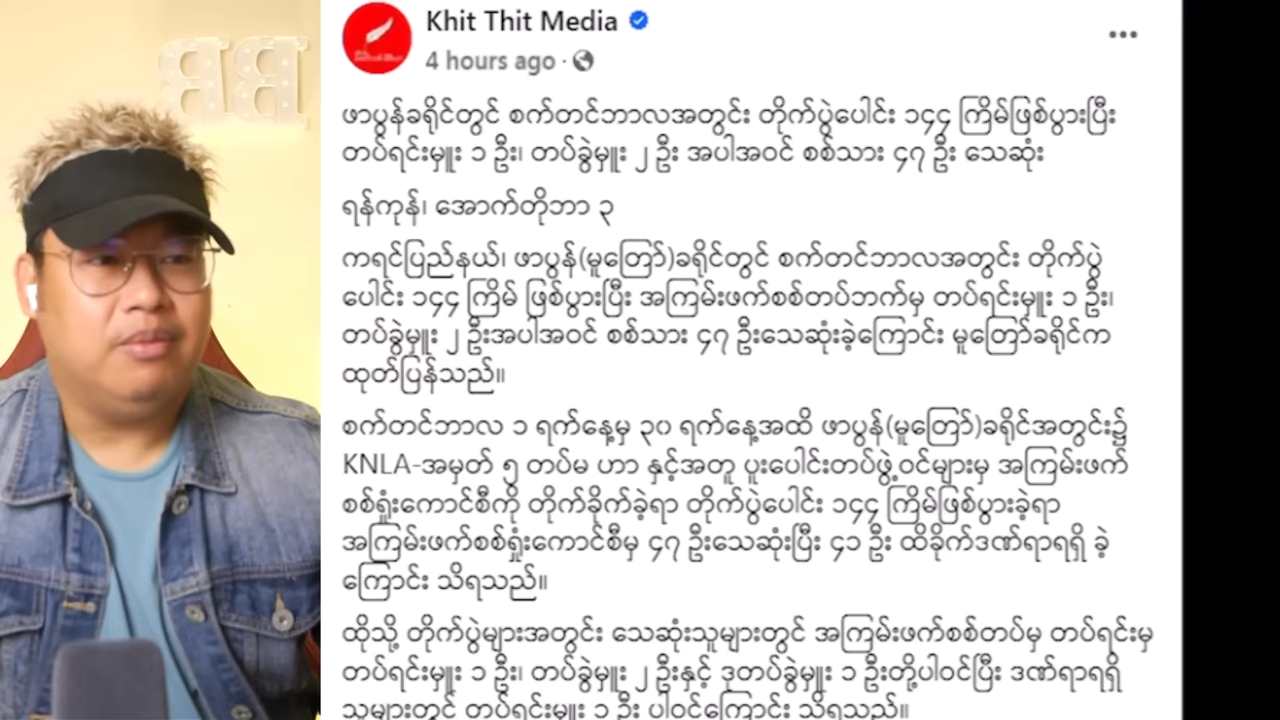 BB
Khit Thit Media
4 hours ago ·
ဖာပွန်ခရိုင်တွင် စက်တင်ဘာလအတွင်း တိုက်ပွဲပေါင်း ၁၄၄ ကြိမ်ဖြစ်ပွားပြီး
တပ်ရင်းမှူး ၁ ဦး၊ တပ်ခွဲမှူး ၂ ဦး အပါအဝင် စစ်သား ၄၇ ဦး သေဆုံး
ရန်ကုန်၊ အောက်တိုဘာ ၃
ကရင်ပြည်နယ်၊ ဖာပွန်(မူတြော်)ခရိုင်တွင် စက်တင်ဘာလအတွင်း တိုက်ပွဲ
ပေါင်း ၁၄၄ ကြိမ် ဖြစ်ပွားပြီး အကြမ်းဖက်စစ်တပ်ဘက်မှ တပ်ရင်းမှူး ၁ ဦး၊
တပ်ခွဲမှူး ၂ ဦးအပါအဝင် စစ်သား ၄၇ ဦးသေဆုံးခဲ့ကြောင်း မူတြော်ခရိုင်က
ထုတ်ပြန်သည်။
စက်တင်ဘာလ ၁ ရက်နေ့မှ ၃၀ ရက်နေ့အထိ ဖာပွန်(မူတြော်)ခရိုင်အတွင်း၌
KNLA-အမှတ် ၅ တပ်မ ဟာ နှင့်အတူ ပူးပေါင်းတပ်ဖွဲ့ဝင်များမှ အကြမ်းဖက်
စစ်ရှုံးကောင်စီကို တိုက်ခိုက်ခဲ့ရာ တိုက်ပွဲပေါင်း ၁၄၄ ကြိမ်ဖြစ်ပွားခဲ့ရာ
အကြမ်းဖက်စစ်ရှုံးကောင်စီမှ ၄၇ ဦးသေဆုံးပြီး ၄၁ ဦး ထိခိုက်ဒဏ်ရာရရှိ ခဲ့
ကြောင်း သိရသည်။
ထိုသို့ တိုက်ပွဲများအတွင်း သေဆုံးသူများတွင် အကြမ်းဖက်စစ်တပ်မှ တပ်ရင်းမှ
တပ်ရင်းမှူး ၁ ဦး၊ တပ်ခွဲမှူး ၂ ဦးနှင့် ဒုတပ်ခွဲမှူး ၁ ဦးတို့ပါဝင်ပြီး ဒဏ်ရာရရှိ
သူများတွင် တပ်ရင်းမှူး ၁ ဦး ပါဝင်ကြောင်း သိရသည်။